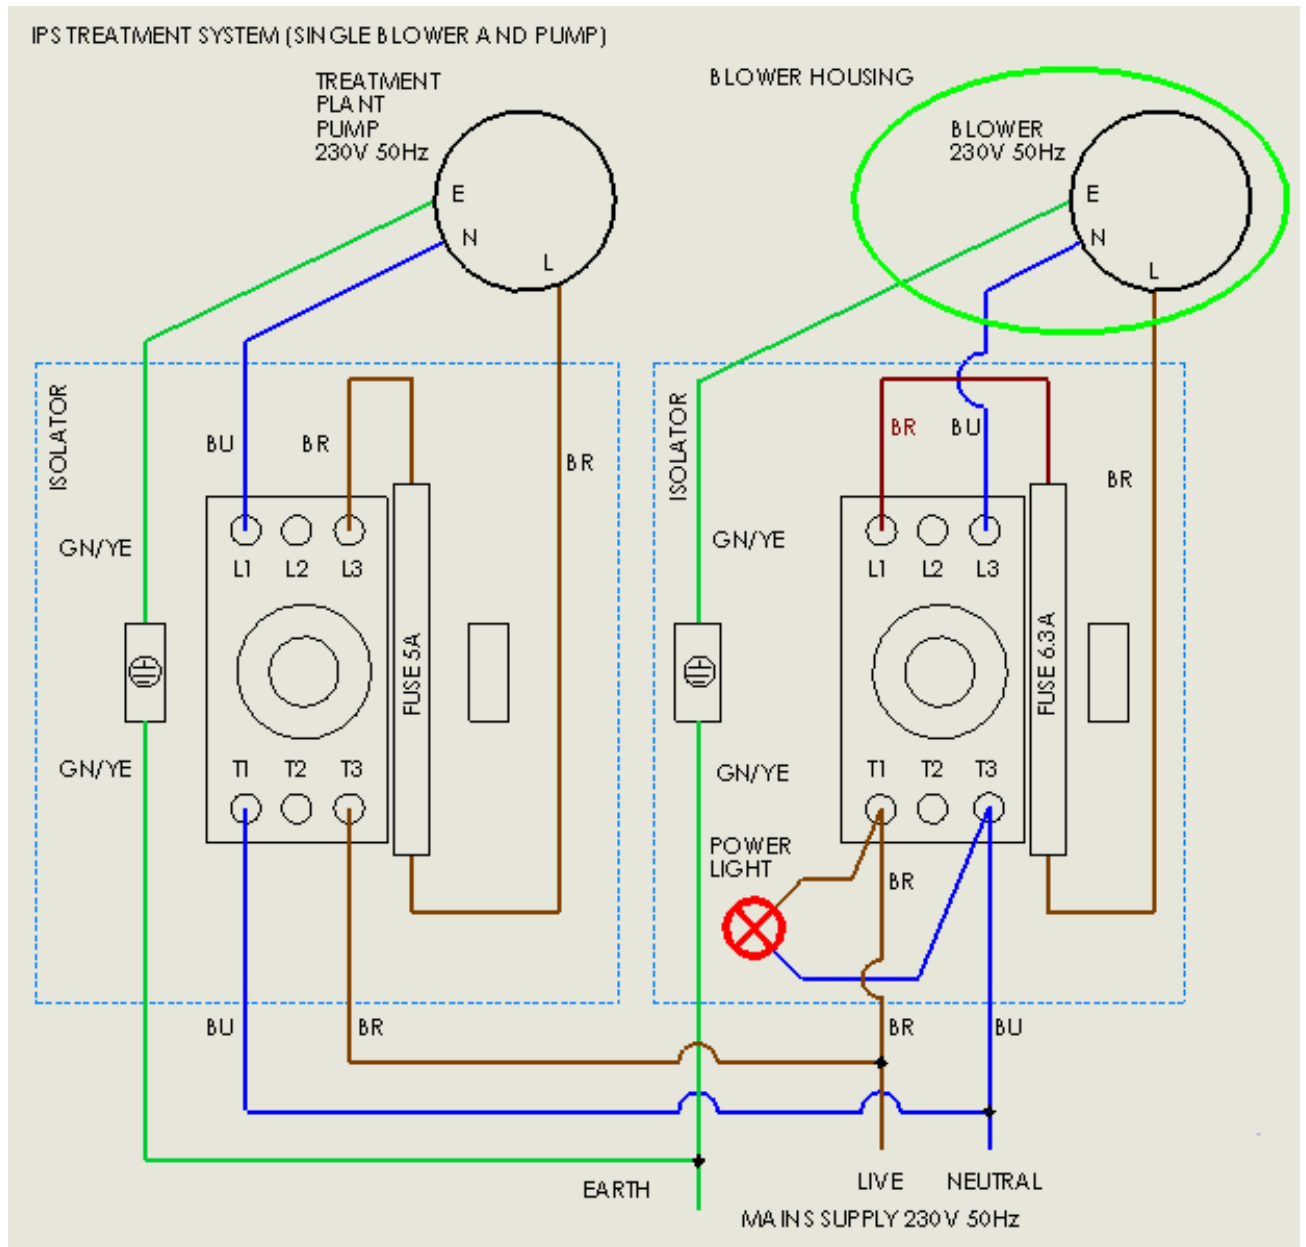 IPS TREATMENT SYSTEM (SINGLE BLOWER AND PUMP)
TREATMENT
PLANT
PUMP
230V 50Hz
E
N
L
BLOWER HOUSING
BLOWER
230V 50Hz
E
N
L
ISOLATOR
BU
BR
BR
GN/YE
L1 L2 L3
FUSE 5A
GN/YE
T1 T2 T3
BU
BR
ISOLATOR
BR
BU
BR
GN/YE
L1 L2 L3
FUSE 6.3A
GN/YE
T1 T2 T3
POWER
LIGHT
BR
BR
BU
EARTH
LIVE
NEUTRAL
MAINS SUPPLY 230V 50Hz